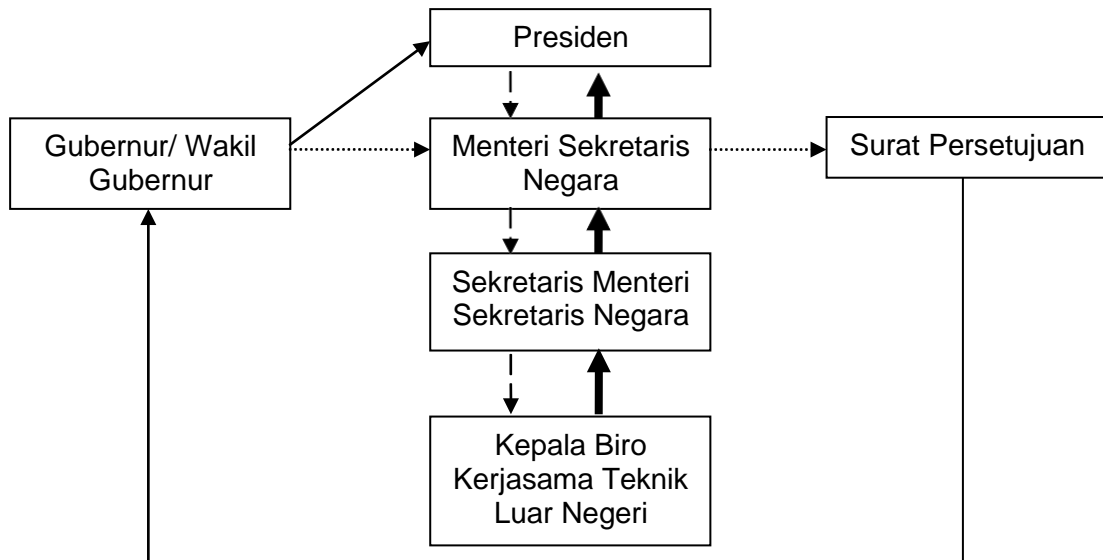 Presiden
Gubernur/ Wakil
Gubernur
Menteri Sekretaris
Negara
Surat Persetujuan
Sekretaris Menteri
Sekretaris Negara
Kepala Biro
Kerjasama Teknik
Luar Negeri